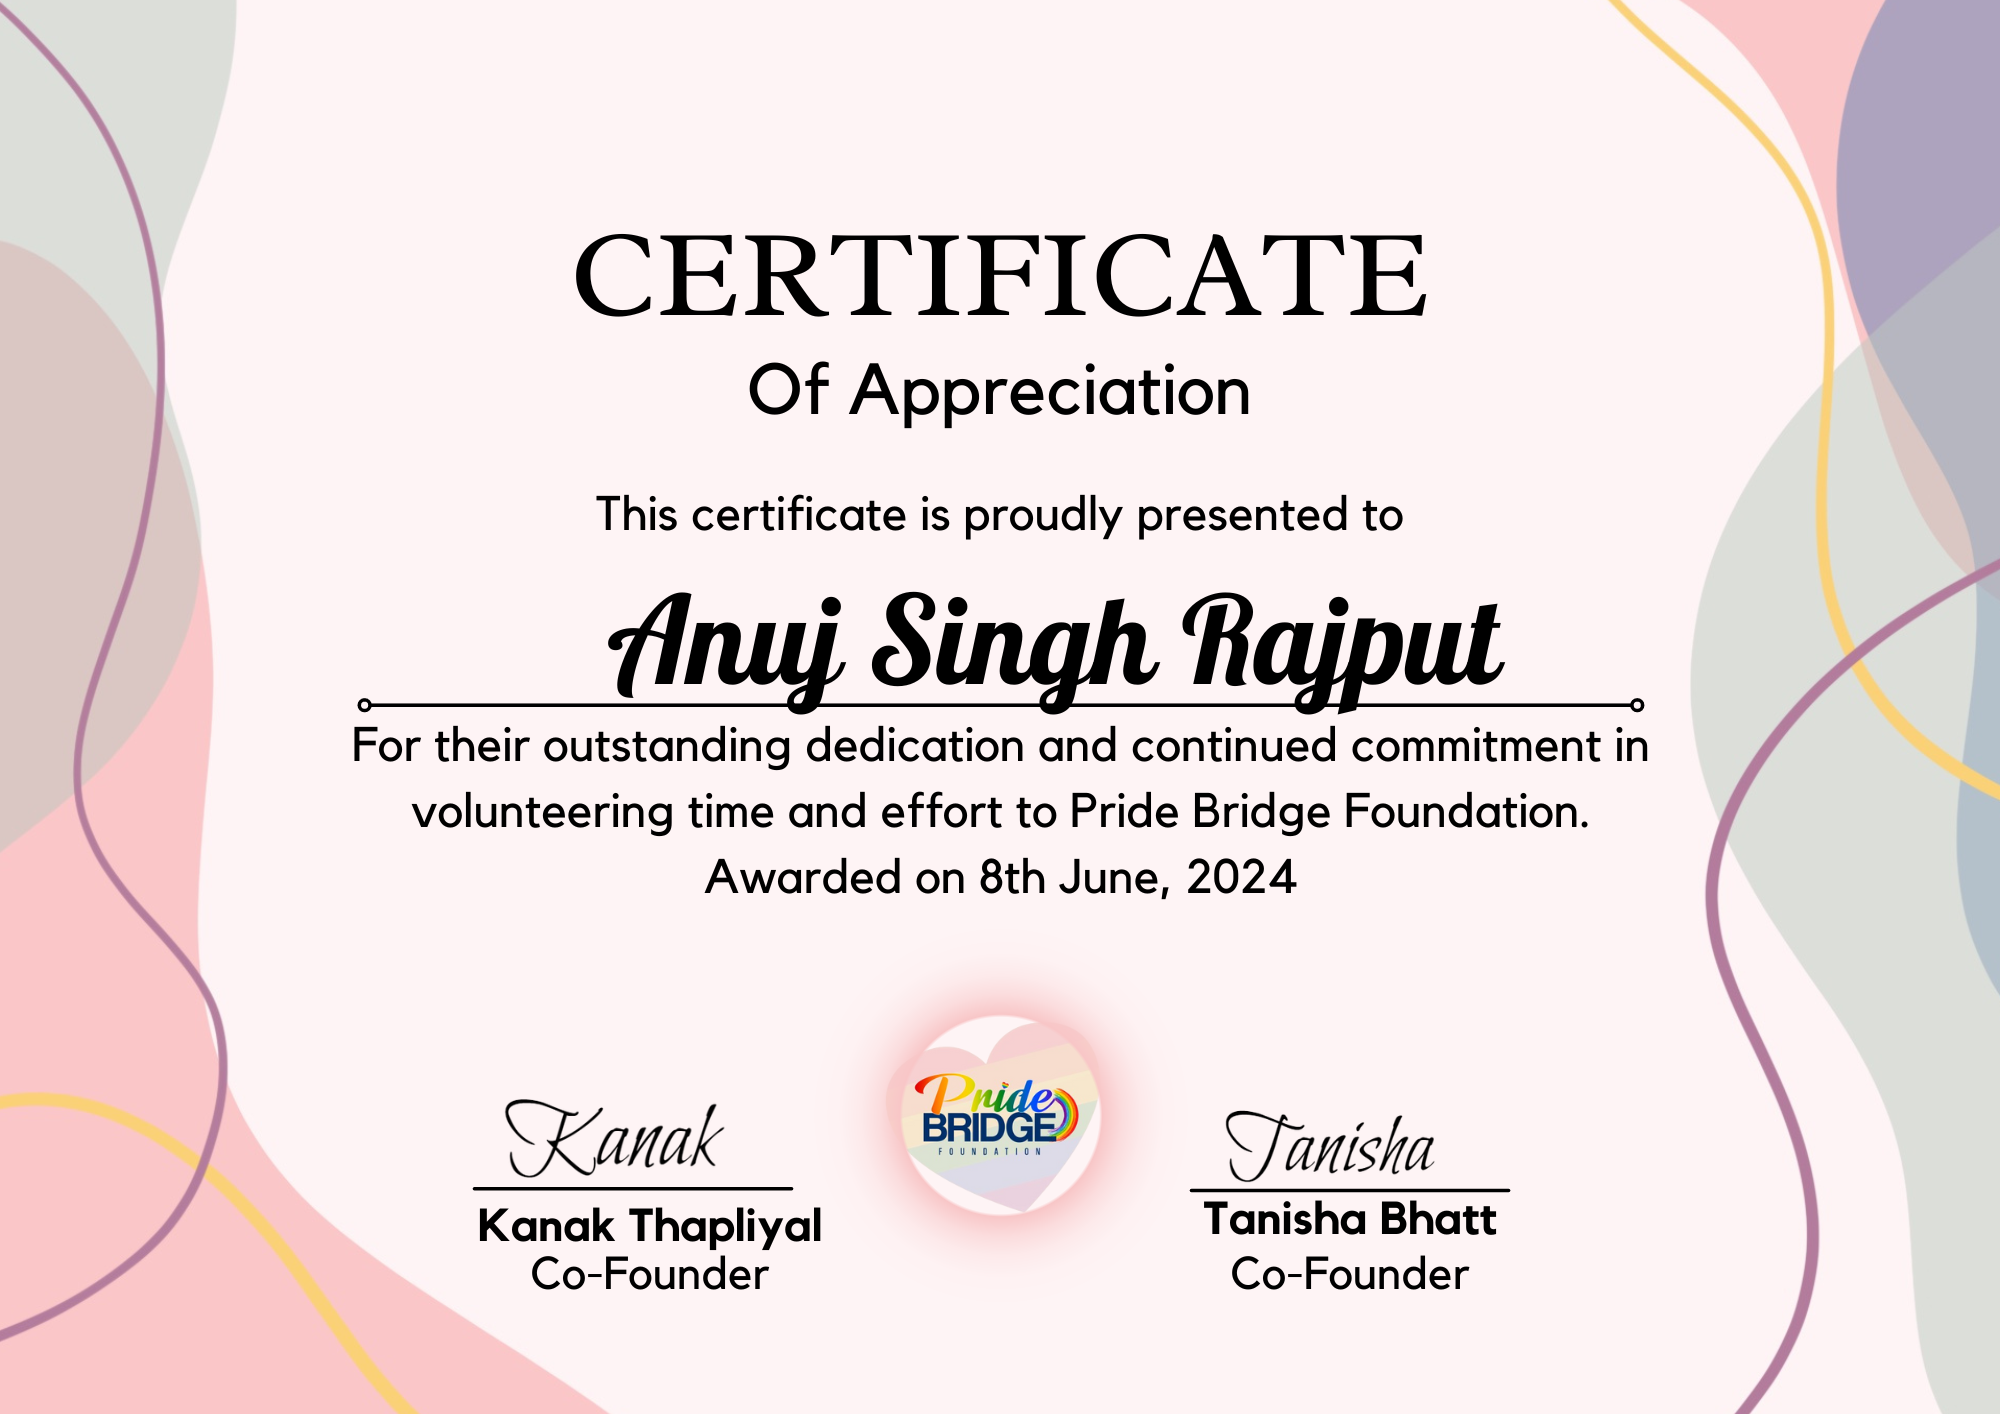 CERTIFICATE
Of Appreciation
This certificate is proudly presented to
Anuj Singh Rajput
For their outstanding dedication and continued commitment in
volunteering time and effort to Pride Bridge Foundation.
Awarded on 8th June, 2024
Pride
BRIDGE
FOUNDATION
Kanak
Kanak Thapliyal
Co-Founder
Tanisha
Tanisha Bhatt
Co-Founder